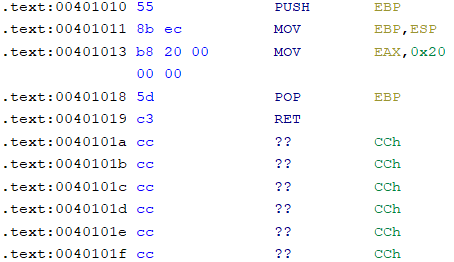 .text:00401010 55 PUSH EBP
.text:00401011 8b ec MOV EBP,ESP
.text:00401013 b8 20 00 MOV EAX,0x20
00 00
.text:00401018 5d POP EBP
.text:00401019 c3 RET
.text:0040101a cc ?? CCh
.text:0040101b cc ?? CCh
.text:0040101c cc ?? CCh
.text:0040101d cc ?? CCh
.text:0040101e cc ?? CCh
.text:0040101f cc ?? CCh